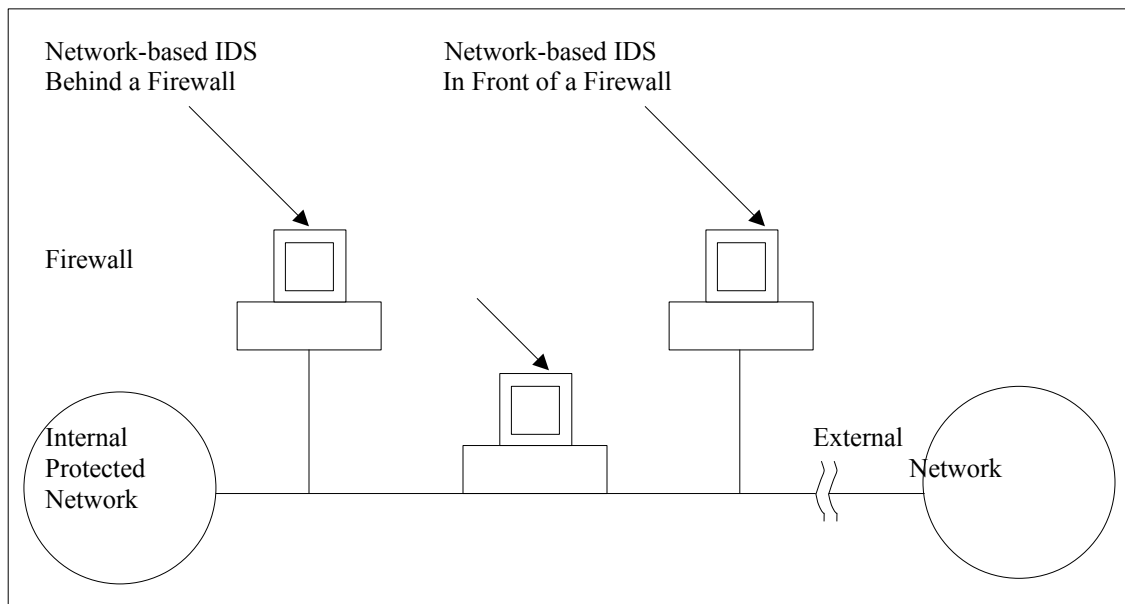 Network-based IDS
Behind a Firewall
Network-based IDS
In Front of a Firewall
Firewall
Internal
Protected
Network
External
Network